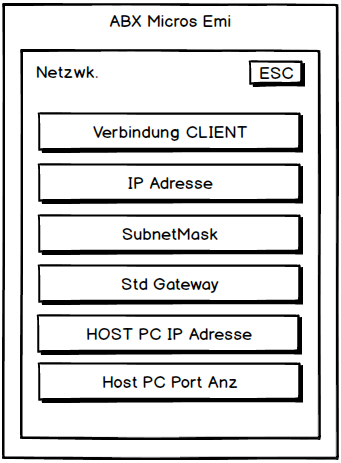 ABX Micros Emi
Netzwk.
ESC
Verbindung CLIENT
IP Adresse
SubnetMask
Std Gateway
HOST PC IP Adresse
Host PC Port Anz